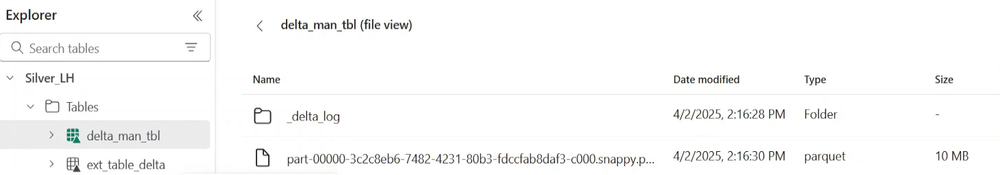 Explorer
Search tables
Silver_LH
Tables
delta_man_tbl
ext_table_delta
delta_man_tbl (file view)
Name Date modified Type Size
_delta_log 4/2/2025, 2:16:28 PM Folder -
part-00000-3c2c8eb6-7482-4231-80b3-fdccfab8daf3-c000.snappy.p... 4/2/2025, 2:16:30 PM parquet 10 MB